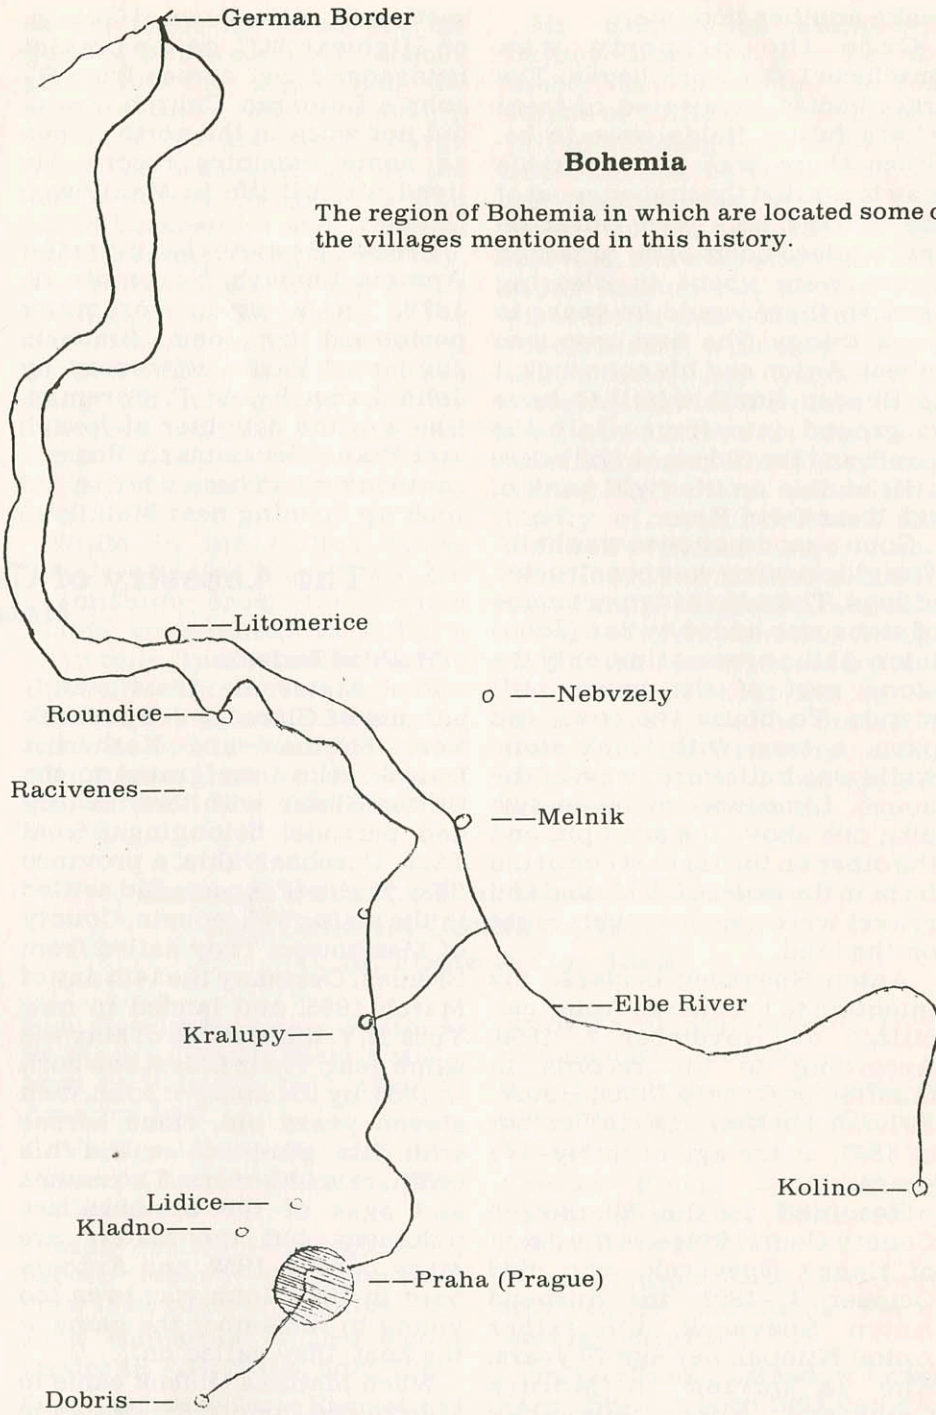 ——German Border
Bohemia
The region of Bohemia in which are located some
the villages mentioned in this history.
——Litomerice
——Nebvzely
Roundice——
Racivenes——
——Melnik
——Elbe River
Kralupy——
Kolino——
Lidice——
Kladno——
——Praha (Prague)
Dobris——